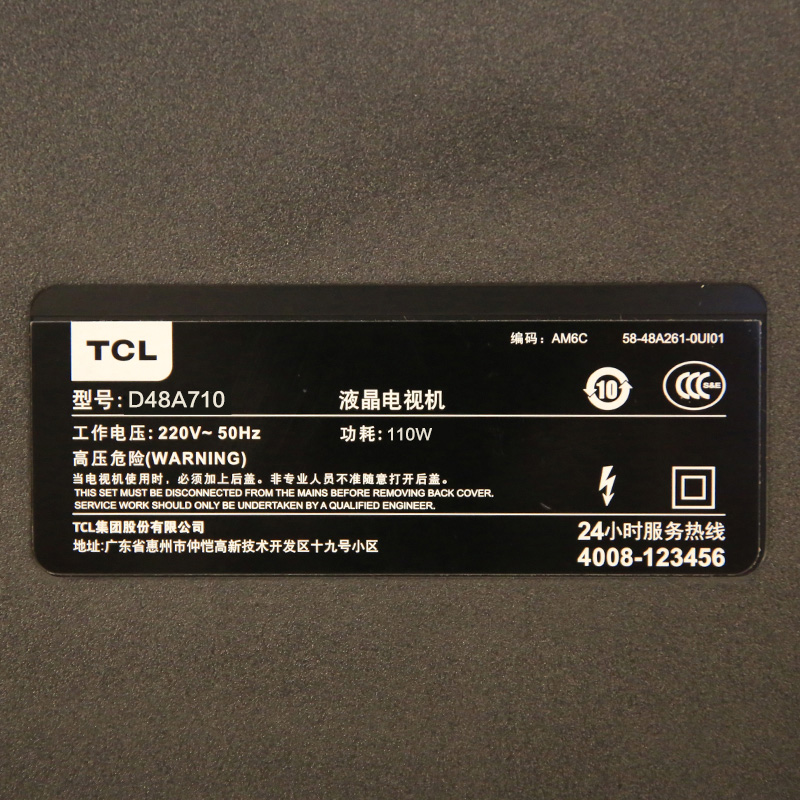 TCL
编码：AM6C 58-48A261-0UI01
型号: D48A710 液晶电视机
10
S&E
工作电压: 220V~ 50Hz 功耗: 110W
高压危险(WARNING)
当电视机使用时，必须加上后盖。非专业人员不准随意打开后盖。
THIS SET MUST BE DISCONNECTED FROM THE MAINS BEFORE REMOVING BACK COVER.
SERVICE WORK SHOULD ONLY BE UNDERTAKEN BY A QUALIFIED ENGINEER.
TCL集团股份有限公司
地址:广东省惠州市仲恺高新技术开发区十九号小区
24小时服务热线
4008-123456